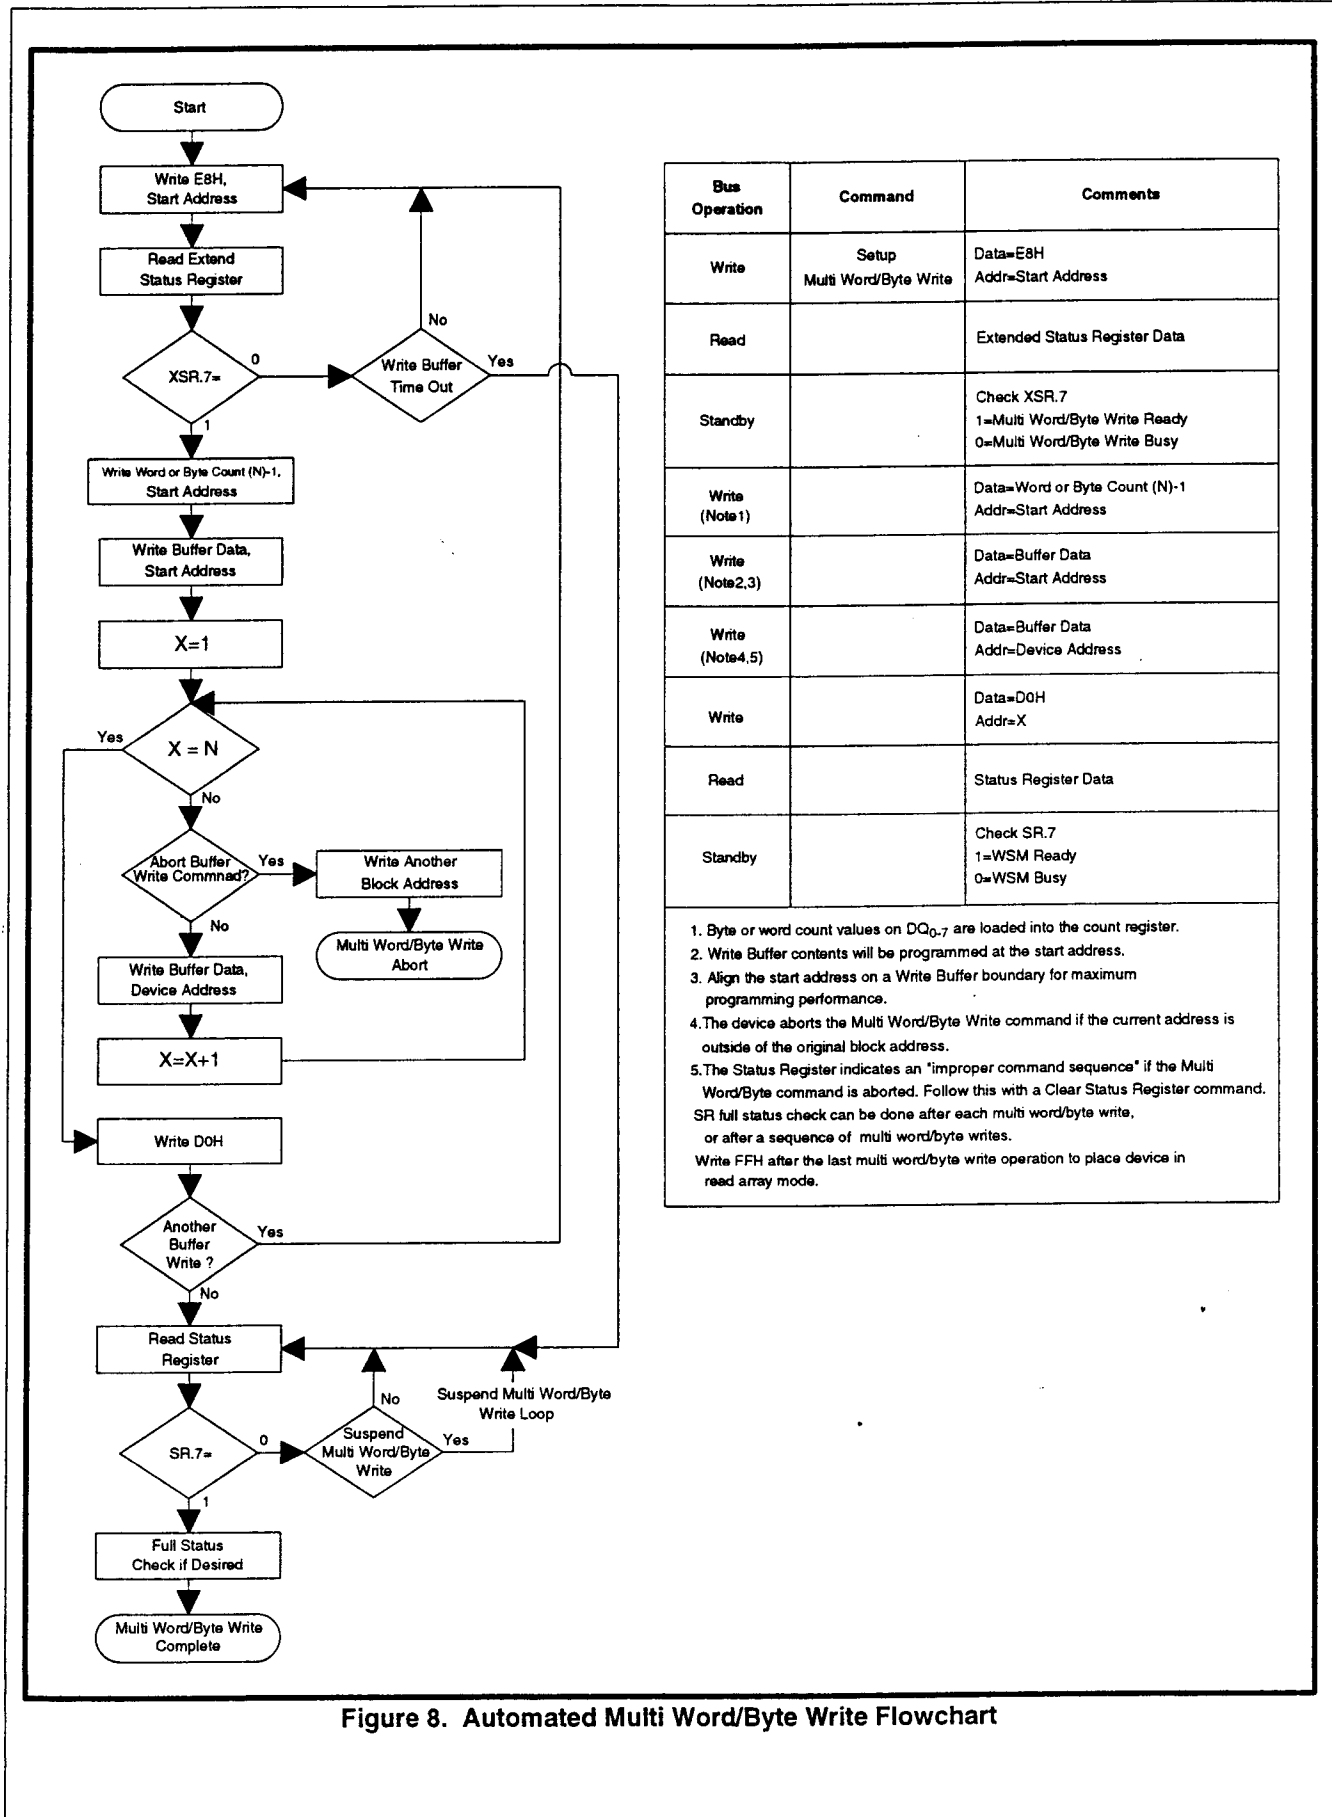 Start
Write E8H,
Start Address
Read Extend
Status Register
No
XSR.7=
0
Write Buffer
Time Out
Yes
1
Write Word or Byte Count (N)-1,
Start Address
Write Buffer Data,
Start Address
X=1
Yes
X = N
No
Abort Buffer
Write Commnad?
Yes
Write Another
Block Address
No
Multi Word/Byte Write
Abort
Write Buffer Data,
Device Address
X=X+1
Write D0H
Another
Buffer
Write ?
Yes
No
Read Status
Register
No
Suspend Multi Word/Byte
Write Loop
SR.7=
0
Suspend
Multi Word/Byte
Write
Yes
1
Full Status
Check if Desired
Multi Word/Byte Write
Complete
Bus
Operation
Command
Comments
Write
Setup
Multi Word/Byte Write
Data=E8H
Addr=Start Address
Read
Extended Status Register Data
Standby
Check XSR.7
1=Multi Word/Byte Write Ready
0=Multi Word/Byte Write Busy
Write
(Note1)
Data=Word or Byte Count (N)-1
Addr=Start Address
Write
(Note2,3)
Data=Buffer Data
Addr=Start Address
Write
(Note4,5)
Data=Buffer Data
Addr=Device Address
Write
Data=D0H
Addr=X
Read
Status Register Data
Standby
Check SR.7
1=WSM Ready
0=WSM Busy
1. Byte or word count values on DQ0-7 are loaded into the count register.
2. Write Buffer contents will be programmed at the start address.
3. Align the start address on a Write Buffer boundary for maximum
programming performance.
4.The device aborts the Multi Word/Byte Write command if the current address is
outside of the original block address.
5.The Status Register indicates an "improper command sequence" if the Multi
Word/Byte command is aborted. Follow this with a Clear Status Register command.
SR full status check can be done after each multi word/byte write,
or after a sequence of multi word/byte writes.
Write FFH after the last multi word/byte write operation to place device in
read array mode.
Figure 8. Automated Multi Word/Byte Write Flowchart